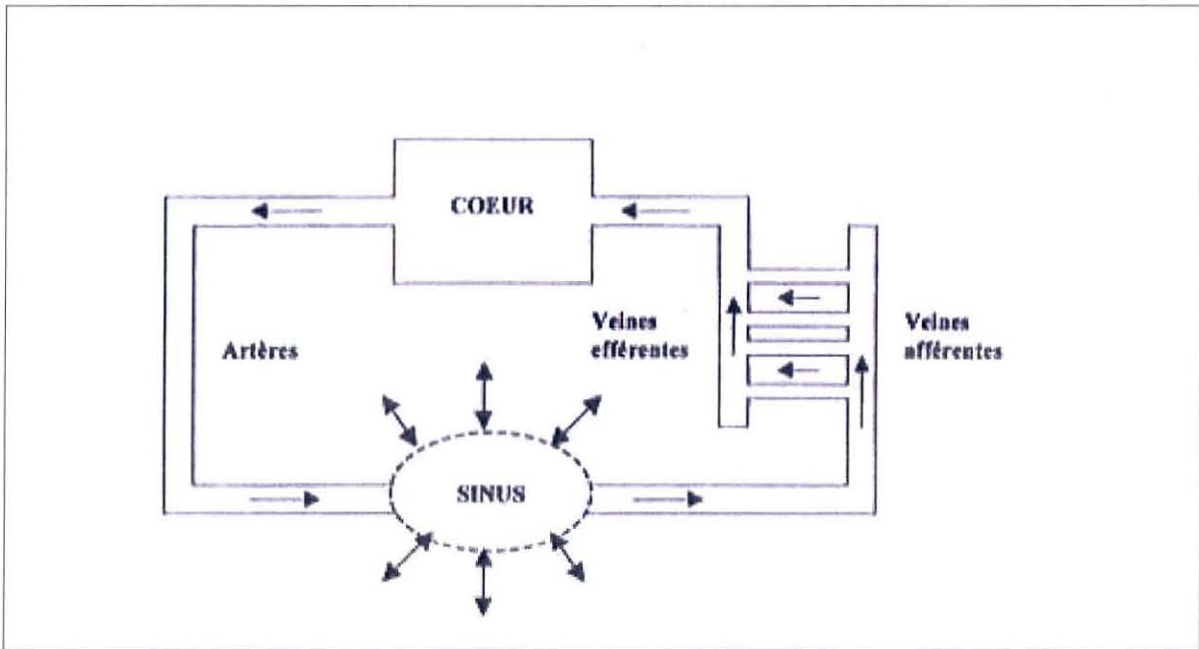 COEUR
Artères
Veines
efférentes
Veines
afférentes
SINUS